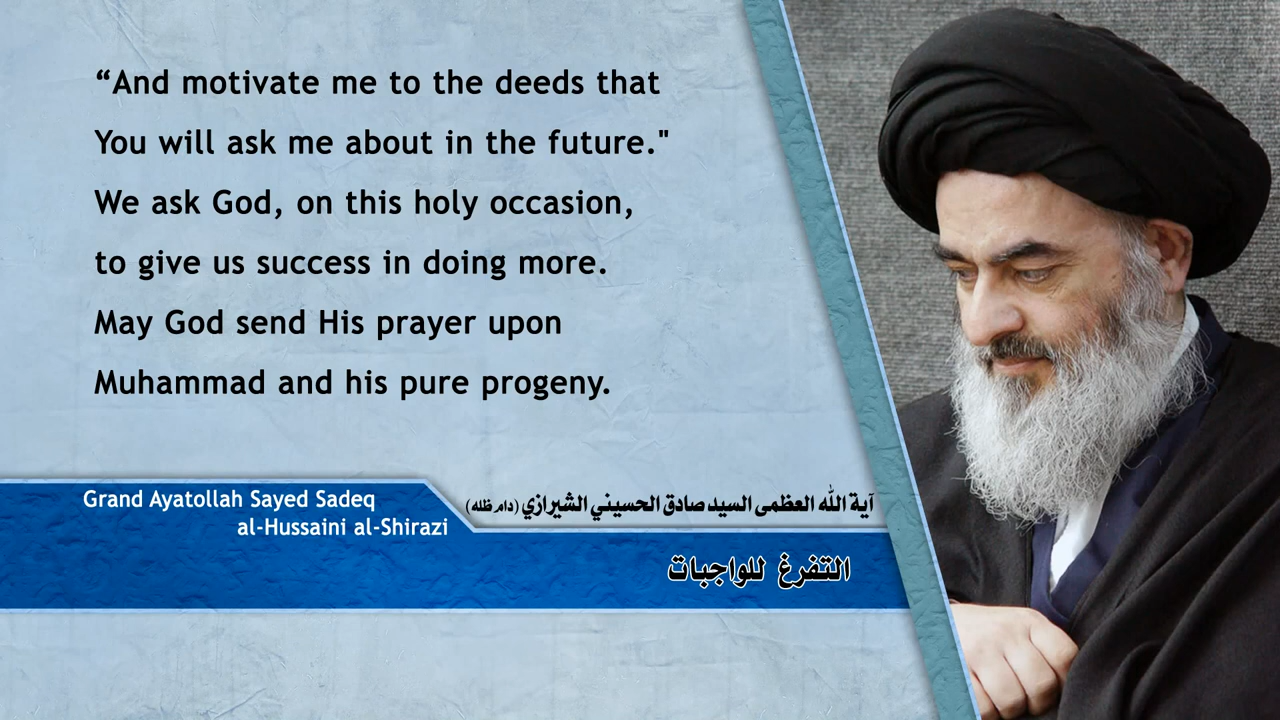 “And motivate me to the deeds that
You will ask me about in the future."
We ask God, on this holy occasion,
to give us success in doing more.
May God send His prayer upon
Muhammad and his pure progeny.
Grand Ayatollah Sayed Sadeq
al-Hussaini al-Shirazi
آية الله العظمى السيد صادق الحسيني الشيرازي (دام ظله)
التفرغ للواجبات